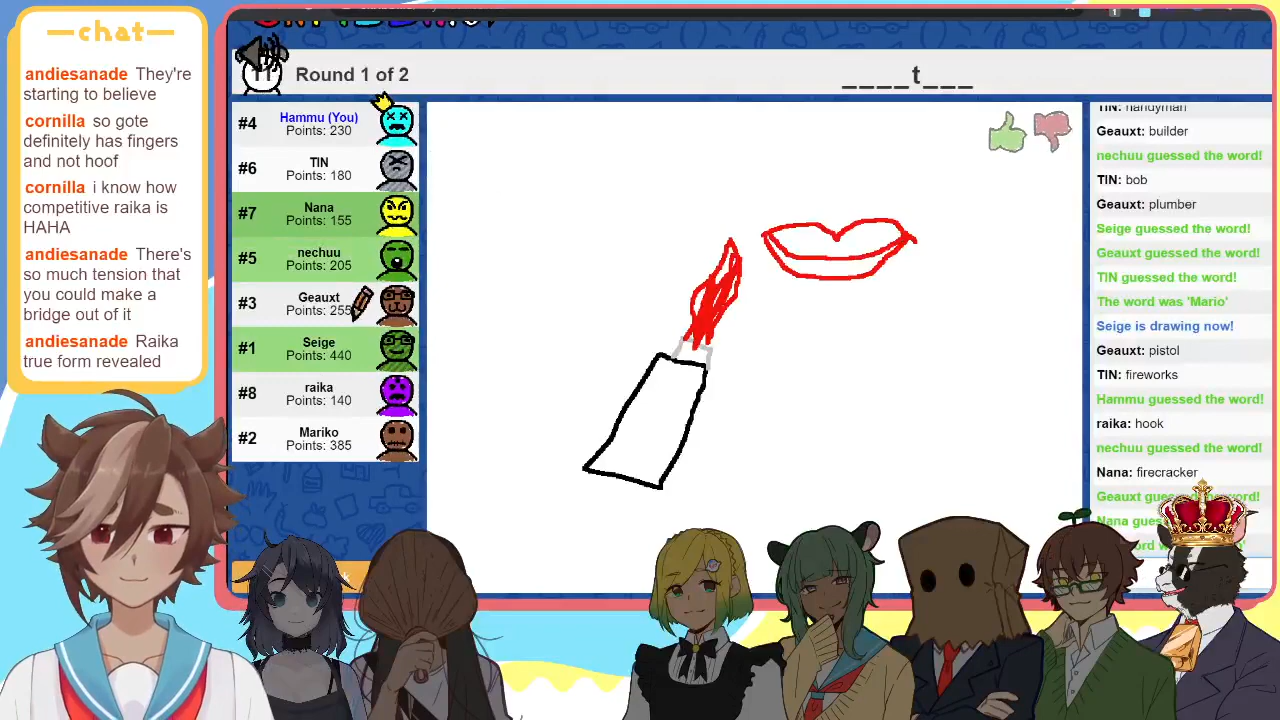 chat
andiesanade They're
starting to believe
cornilla so gote
definitely has fingers
and not hoof
cornilla i know how
competitive raika is
HAHA
andiesanade There's
so much tension that
you could make a
bridge out of it
andiesanade Raika
true form revealed
11
Round 1 of 2
____t___
#4 Hammu (You)
Points: 230
#6 TIN
Points: 180
#7 Nana
Points: 155
#5 nechuu
Points: 205
#3 Geauxt
Points: 255
#1 Seige
Points: 440
#8 raika
Points: 140
#2 Mariko
Points: 385
TIN: handyman
Geauxt: builder
nechuu guessed the word!
TIN: bob
Geauxt: plumber
Seige guessed the word!
Geauxt guessed the word!
TIN guessed the word!
The word was 'Mario'
Seige is drawing now!
Geauxt: pistol
TIN: fireworks
Hammu guessed the word!
raika: hook
nechuu guessed the word!
Nana: firecracker